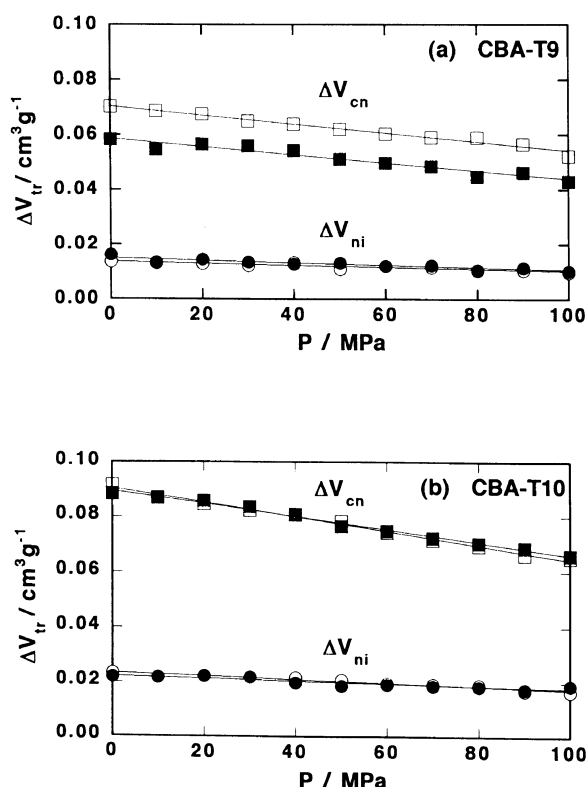 (a) CBA-T9
ΔV_cn
ΔV_ni
0.10
0.08
0.06
0.04
0.02
0.00
ΔV_tr / cm³g⁻¹
0 20 40 60 80 100
P / MPa
(b) CBA-T10
ΔV_cn
ΔV_ni
0.10
0.08
0.06
0.04
0.02
0.00
ΔV_tr / cm³g⁻¹
0 20 40 60 80 100
P / MPa